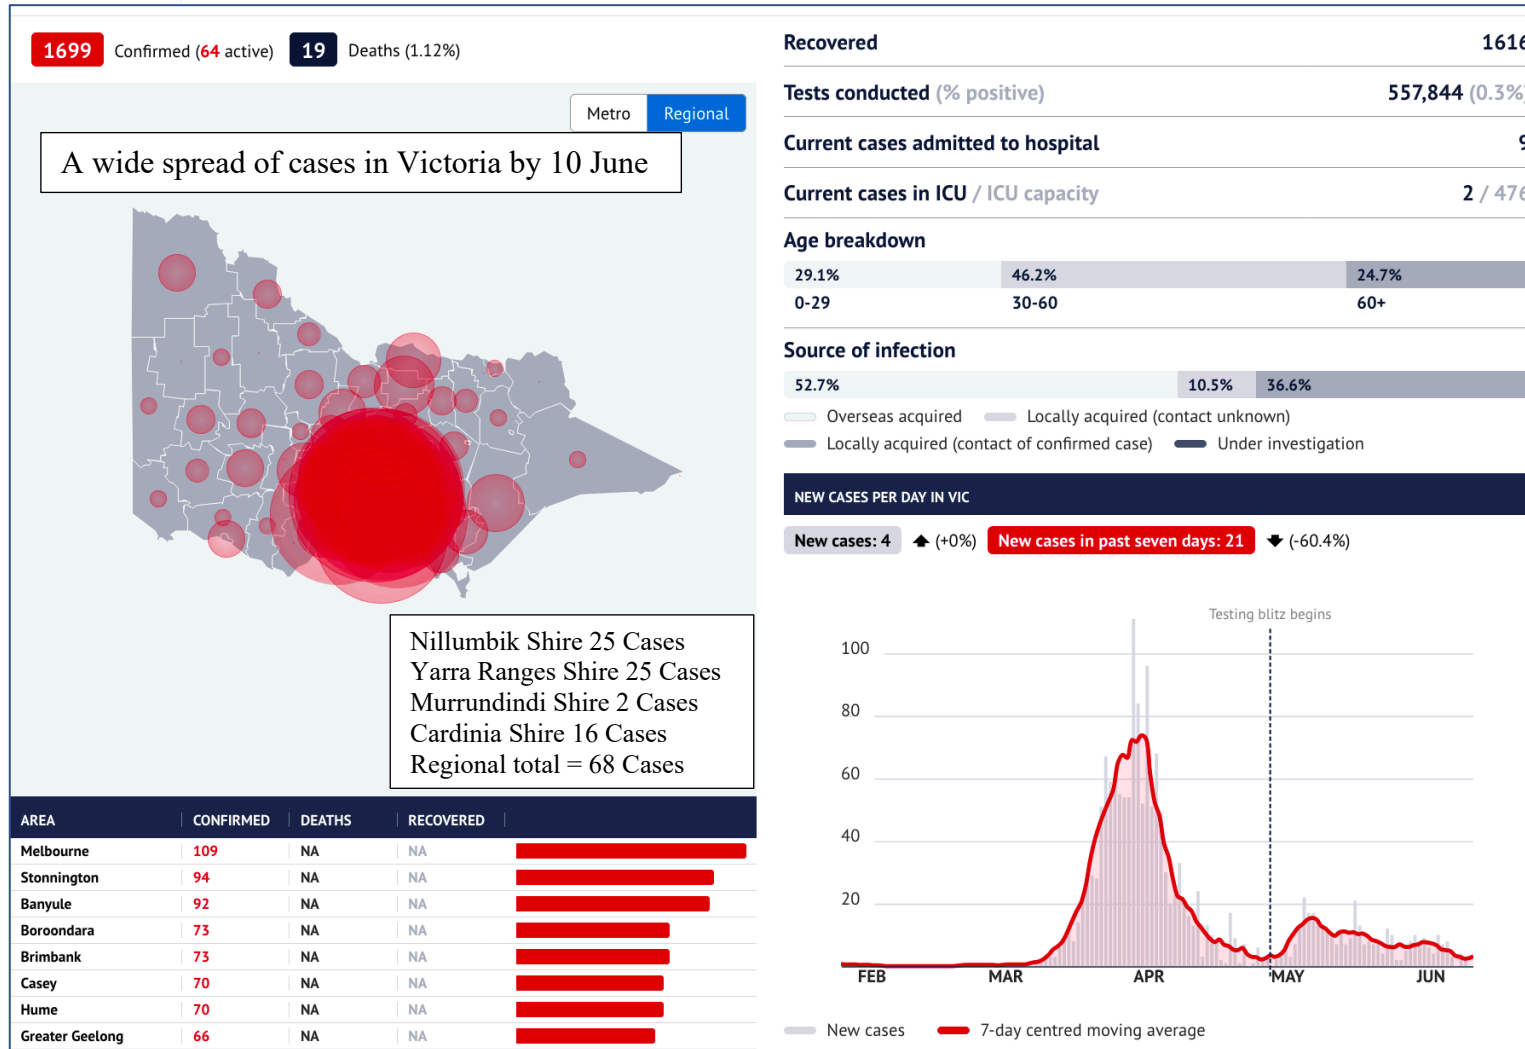 1699 Confirmed (64 active) 19 Deaths (1.12%)
Metro Regional
A wide spread of cases in Victoria by 10 June
Nillumbik Shire 25 Cases
Yarra Ranges Shire 25 Cases
Murrundindi Shire 2 Cases
Cardinia Shire 16 Cases
Regional total = 68 Cases
AREA CONFIRMED DEATHS RECOVERED
Melbourne 109 NA NA
Stonnington 94 NA NA
Banyule 92 NA NA
Boroondara 73 NA NA
Brimbank 73 NA NA
Casey 70 NA NA
Hume 70 NA NA
Greater Geelong 66 NA NA
Recovered 1616
Tests conducted (% positive) 557,844 (0.3%)
Current cases admitted to hospital 9
Current cases in ICU / ICU capacity 2 / 476
Age breakdown
29.1% 46.2% 24.7%
0-29 30-60 60+
Source of infection
52.7% 10.5% 36.6%
Overseas acquired Locally acquired (contact unknown)
Locally acquired (contact of confirmed case) Under investigation
NEW CASES PER DAY IN VIC
New cases: 4 (+0%) New cases in past seven days: 21 (-60.4%)
Testing blitz begins
100
80
60
40
20
FEB MAR APR MAY JUN
New cases 7-day centred moving average